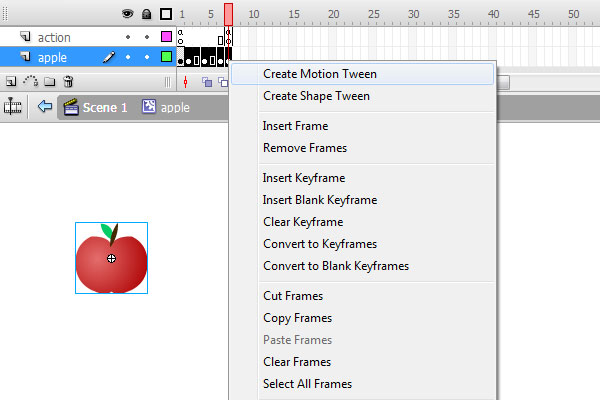 1 5 10 15 20 25 30 35 40 45 50
action
apple
Scene 1 apple
Create Motion Tween
Create Shape Tween
Insert Frame
Remove Frames
Insert Keyframe
Insert Blank Keyframe
Clear Keyframe
Convert to Keyframes
Convert to Blank Keyframes
Cut Frames
Copy Frames
Paste Frames
Clear Frames
Select All Frames